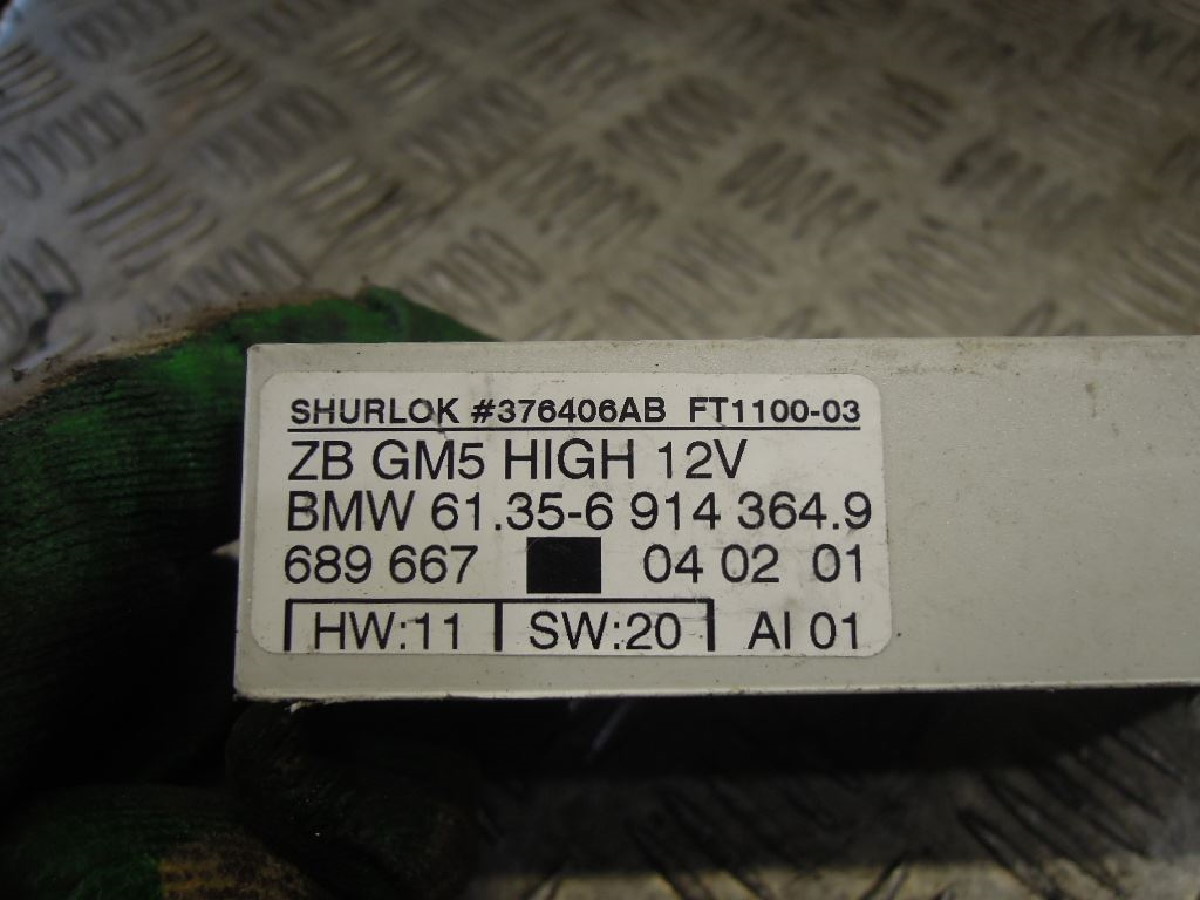 SHURLOK #376406AB FT1100-03
ZB GM5 HIGH 12V
BMW 61.35-6 914 364.9
689 667 04 02 01
HW:11 SW:20 AI 01